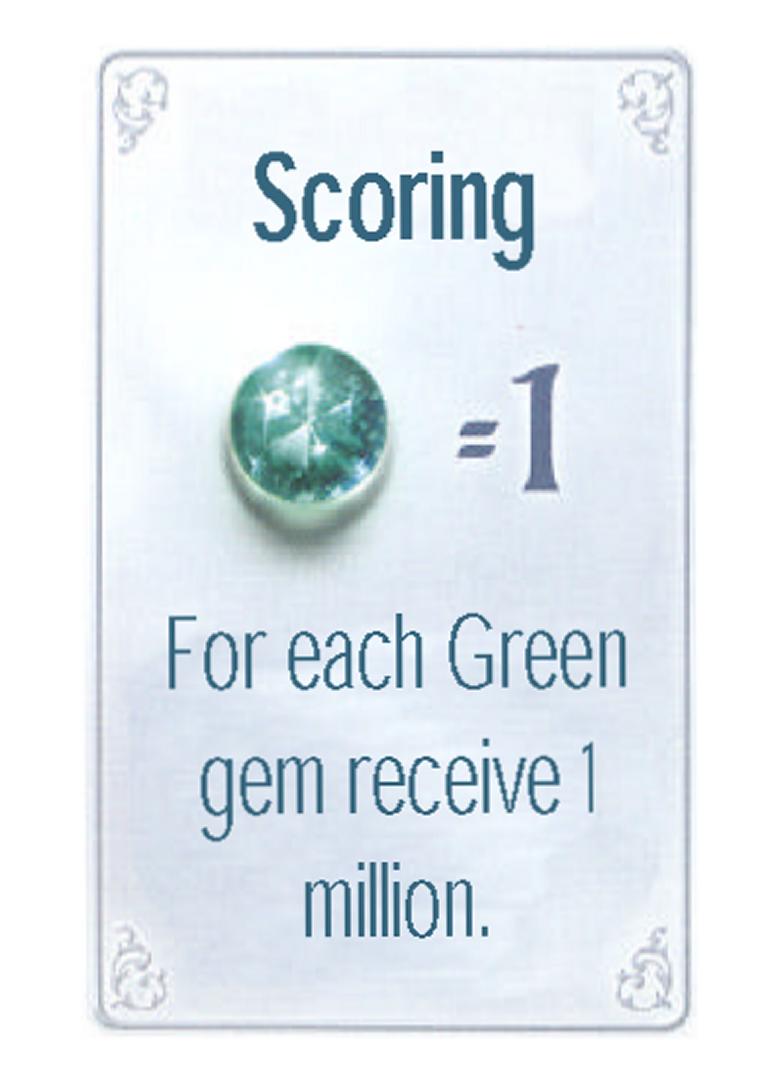 Scoring
=1
For each Green
gem receive 1
million.